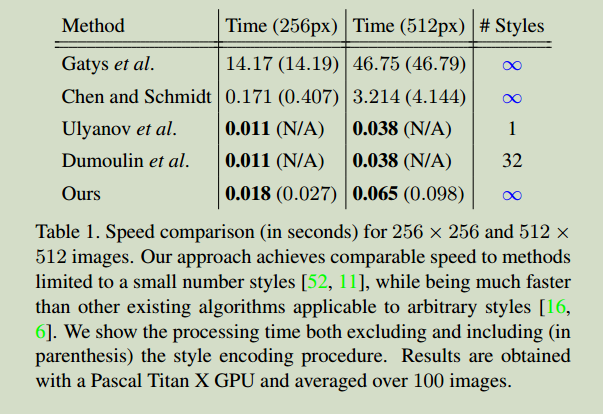 Method Time (256px) Time (512px) # Styles
Gatys et al. 14.17 (14.19) 46.75 (46.79) ∞
Chen and Schmidt 0.171 (0.407) 3.214 (4.144) ∞
Ulyanov et al. 0.011 (N/A) 0.038 (N/A) 1
Dumoulin et al. 0.011 (N/A) 0.038 (N/A) 32
Ours 0.018 (0.027) 0.065 (0.098) ∞
Table 1. Speed comparison (in seconds) for 256 × 256 and 512 ×
512 images. Our approach achieves comparable speed to methods
limited to a small number styles [52, 11], while being much faster
than other existing algorithms applicable to arbitrary styles [16,
6]. We show the processing time both excluding and including (in
parenthesis) the style encoding procedure. Results are obtained
with a Pascal Titan X GPU and averaged over 100 images.